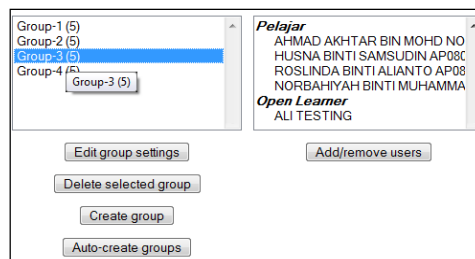 Group-1 (5)
Group-2 (5)
Group-3 (5)
Group-4 (5)
Group-3 (5)
Edit group settings
Delete selected group
Create group
Auto-create groups
Pelajar
AHMAD AKHTAR BIN MOHD NO
HUSNA BINTI SAMSUDIN AP080
ROSLINDA BINTI ALIANTO AP08
NORBAHIYAH BINTI MUHAMMA
Open Learner
ALI TESTING
Add/remove users